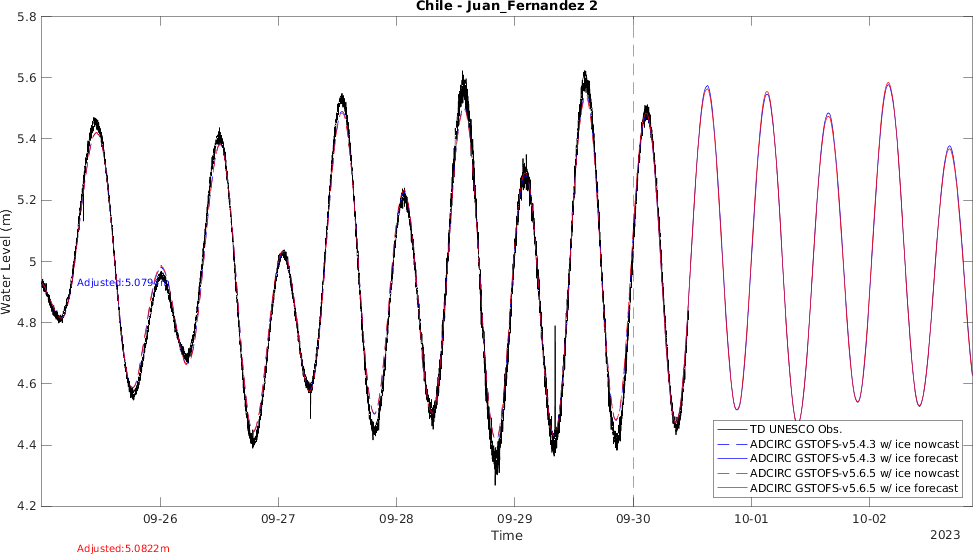 Chile - Juan_Fernandez 2
Water Level (m)
5.8
5.6
5.4
5.2
5
4.8
4.6
4.4
4.2
Adjusted:5.079
TD UNESCO Obs.
ADCIRC GSTOFS-v5.4.3 w/ ice nowcast
ADCIRC GSTOFS-v5.4.3 w/ ice forecast
ADCIRC GSTOFS-v5.6.5 w/ ice nowcast
ADCIRC GSTOFS-v5.6.5 w/ ice forecast
09-26 09-27 09-28 09-29 09-30 10-01 10-02
Time
2023
Adjusted:5.0822m